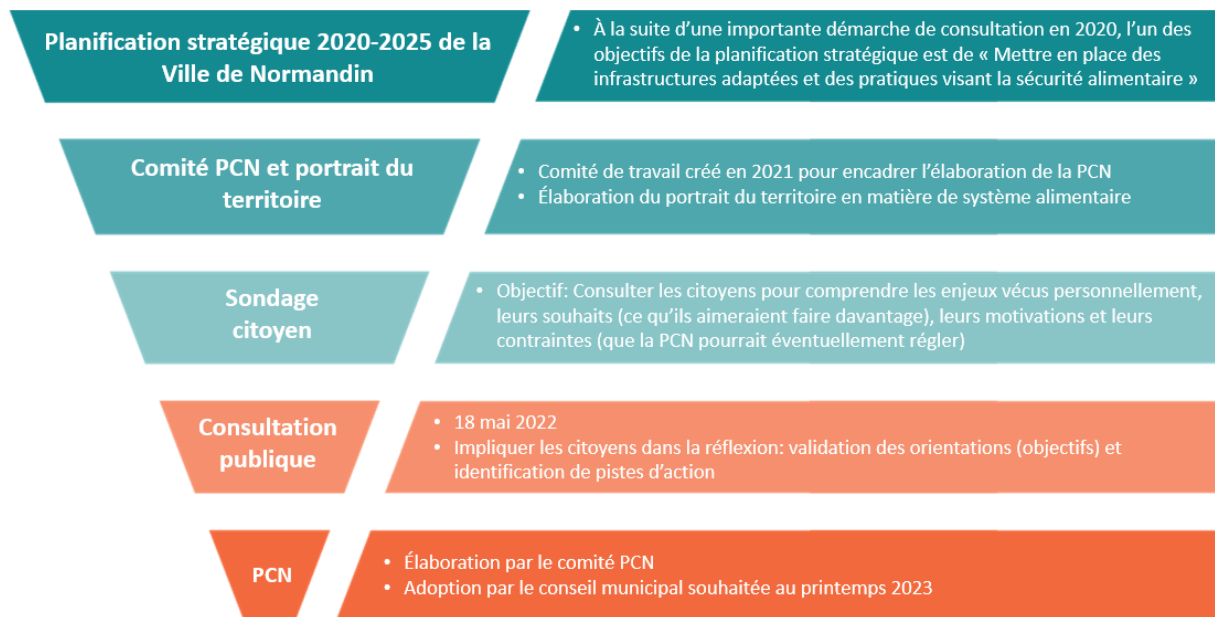 Planification stratégique 2020-2025 de la
Ville de Normandin
• À la suite d’une importante démarche de consultation en 2020, l’un des
objectifs de la planification stratégique est de « Mettre en place des
infrastructures adaptées et des pratiques visant la sécurité alimentaire »
Comité PCN et portrait du
territoire
• Comité de travail créé en 2021 pour encadrer l’élaboration de la PCN
• Élaboration du portrait du territoire en matière de système alimentaire
Sondage
citoyen
• Objectif: Consulter les citoyens pour comprendre les enjeux vécus personnellement,
leurs souhaits (ce qu’ils aimeraient faire davantage), leurs motivations et leurs
contraintes (que la PCN pourrait éventuellement régler)
Consultation
publique
• 18 mai 2022
• Impliquer les citoyens dans la réflexion: validation des orientations (objectifs) et
identification de pistes d’action
PCN
• Élaboration par le comité PCN
• Adoption par le conseil municipal souhaitée au printemps 2023